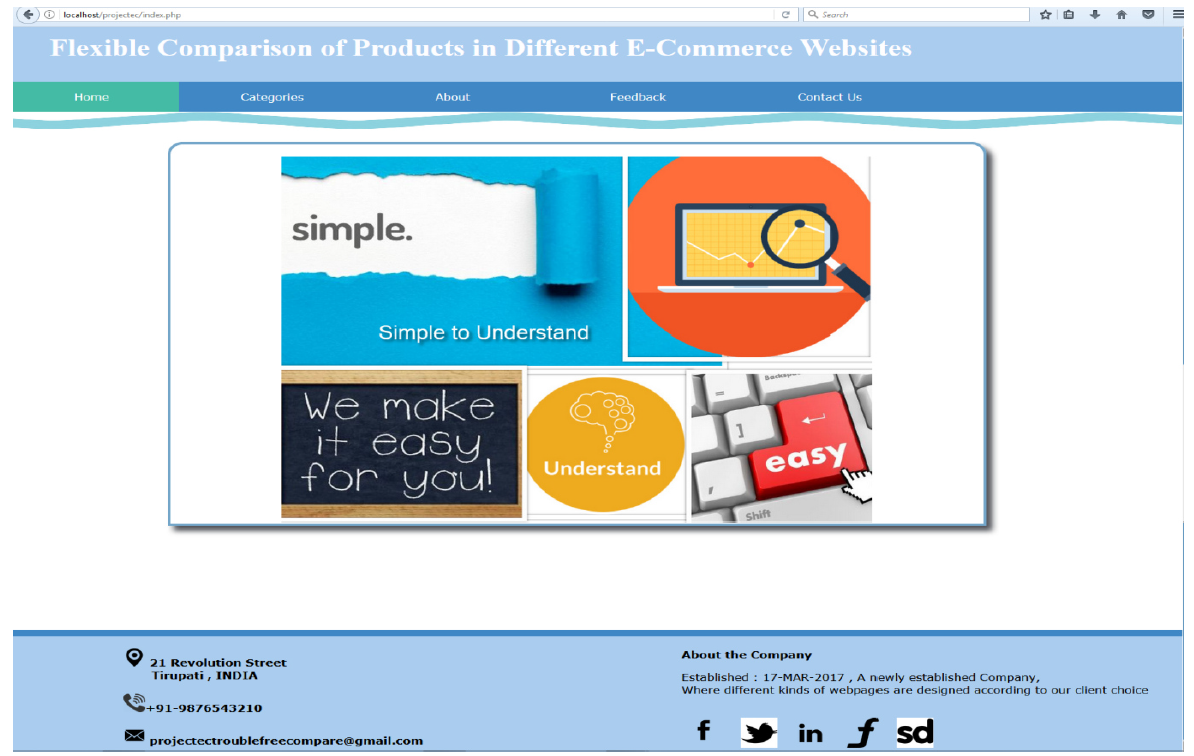 localhost/projectec/index.php
Search
Flexible Comparison of Products in Different E-Commerce Websites
Home Categories About Feedback Contact Us
simple.
Simple to Understand
We make
it easy
for you!
Understand
Backspace
=
]
easy
,
Shift
21 Revolution Street
Tirupati , INDIA
+91-9876543210
projectectroublefreecompare@gmail.com
About the Company
Established : 17-MAR-2017 , A newly established Company,
Where different kinds of webpages are designed according to our client choice
f in f sd